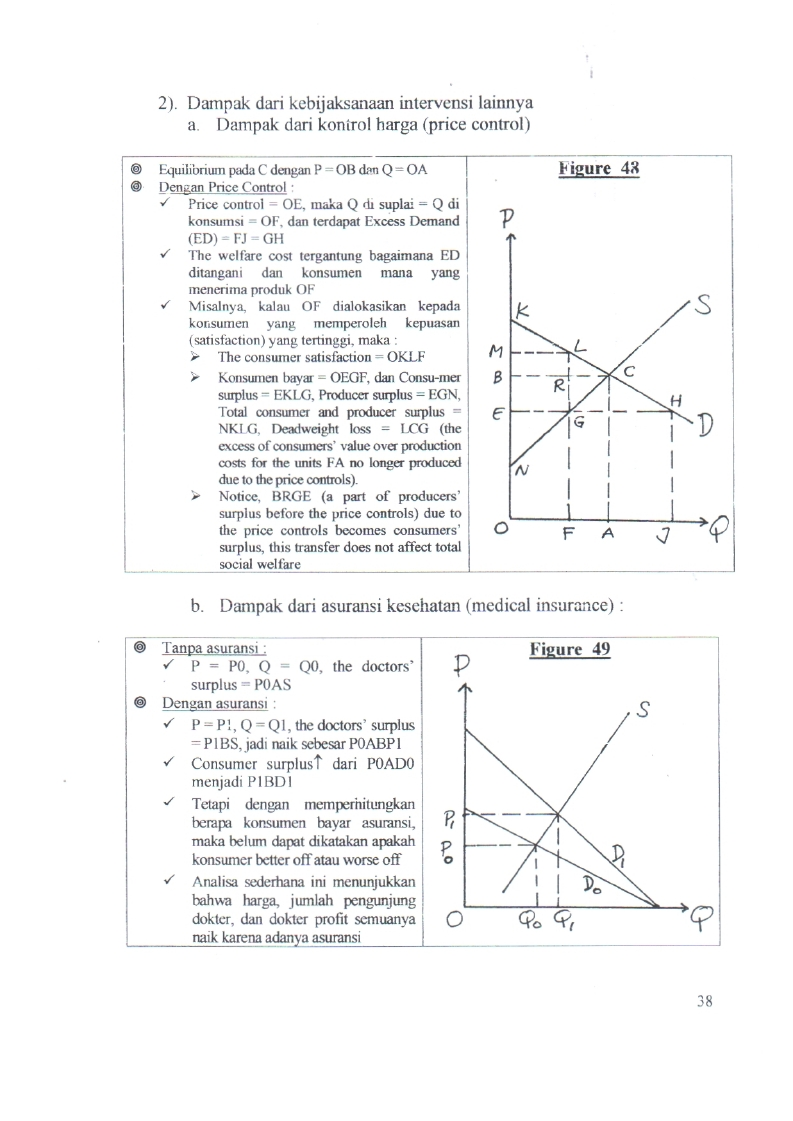 2). Dampak dari kebijaksanaan intervensi lainnya
a. Dampak dari kontrol harga (price control)
Equilibrium pada C dengan P = OB dan Q = OA
Dengan Price Control :
✓ Price control = OE, maka Q di suplai = Q di
konsumsi = OF, dan terdapat Excess Demand
(ED) = FJ = GH
✓ The welfare cost tergantung bagaimana ED
ditangani dan konsumen mana yang
menerima produk OF
✓ Misalnya, kalau OF dialokasikan kepada
konsumen yang memperoleh kepuasan
(satisfaction) yang tertinggi, maka :
➢ The consumer satisfaction = OKLF
➢ Konsumen bayar = OEGF, dan Consu-mer
surplus = EKLG, Producer surplus = EGN,
Total consumer and producer surplus =
NKLG, Deadweight loss = LCG (the
excess of consumers' value over production
costs for the units FA no longer produced
due to the price controls).
➢ Notice, BRGE (a part of producers'
surplus before the price controls) due to
the price controls becomes consumers'
surplus, this transfer does not affect total
social welfare
Figure 48
P
K
S
M
L
B
R
C
E
G
H
D
N
O
F
A
J
Q
b. Dampak dari asuransi kesehatan (medical insurance) :
Tanpa asuransi :
✓ P = P0, Q = Q0, the doctors'
surplus = P0AS
Dengan asuransi :
✓ P = P1, Q = Q1, the doctors' surplus
= P1BS, jadi naik sebesar P0ABP1
✓ Consumer surplus↑ dari P0AD0
menjadi P1BD1
✓ Tetapi dengan memperhitungkan
berapa konsumen bayar asuransi,
maka belum dapat dikatakan apakah
konsumer better off atau worse off
✓ Analisa sederhana ini menunjukkan
bahwa harga, jumlah pengunjung
dokter, dan dokter profit semuanya
naik karena adanya asuransi
Figure 49
P
S
P1
P0
D1
D0
O
Q0
Q1
Q
38